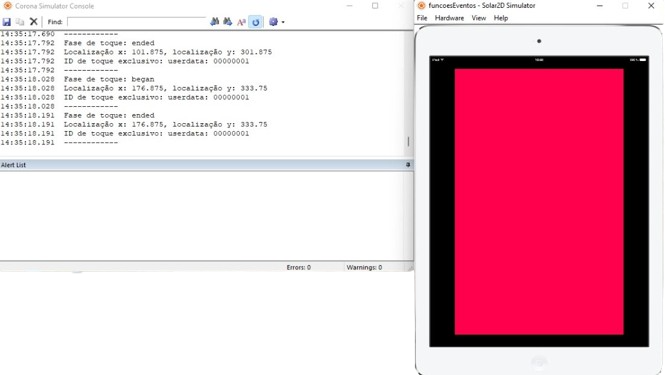 Corona Simulator Console
Find:
14:35:17.690 ------------
14:35:17.792 Fase de toque: ended
14:35:17.792 Localização x: 101.875, localização y: 301.875
14:35:17.792 ID de toque exclusivo: userdata: 00000001
14:35:17.792 ------------
14:35:18.028 Fase de toque: began
14:35:18.028 Localização x: 176.875, localização y: 333.75
14:35:18.028 ID de toque exclusivo: userdata: 00000001
14:35:18.028 ------------
14:35:18.191 Fase de toque: ended
14:35:18.191 Localização x: 176.875, localização y: 333.75
14:35:18.191 ID de toque exclusivo: userdata: 00000001
14:35:18.191 ------------
Alert List
Errors: 0 Warnings: 0
funcoesEventos - Solar2D Simulator
File Hardware View Help